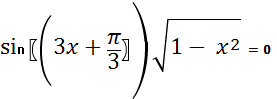 sin〖(3x + π/3〗)√(1 − x²) = 0